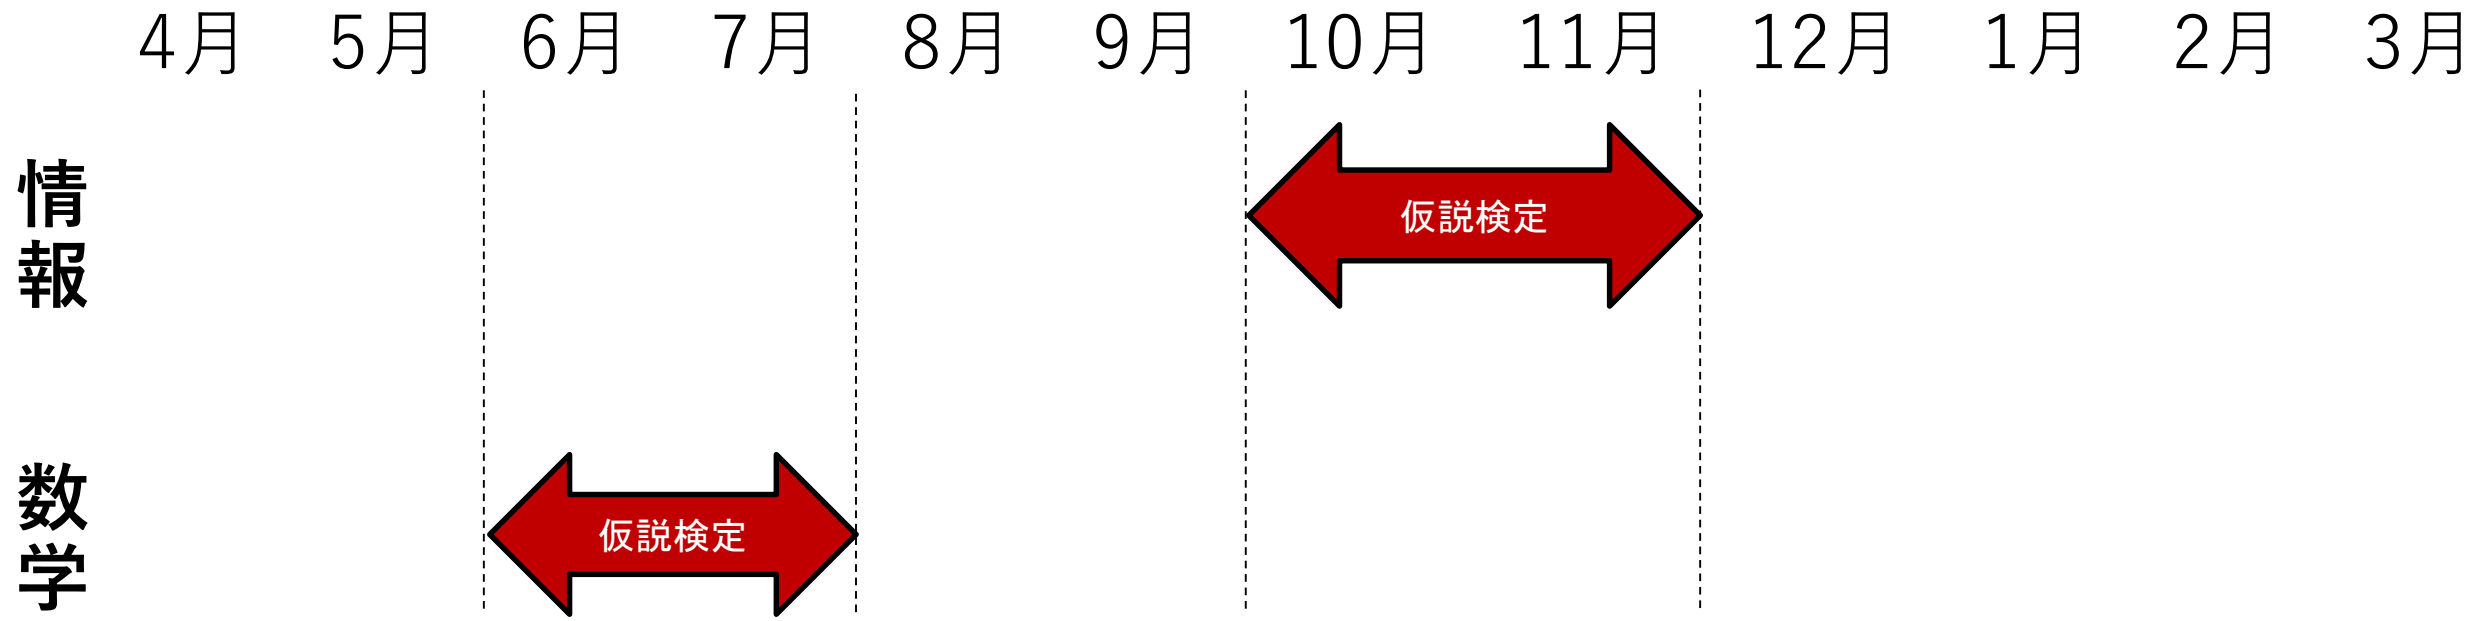 4月 5月 6月 7月 8月 9月 10月 11月 12月 1月 2月 3月
情報
仮説検定
数学
仮説検定